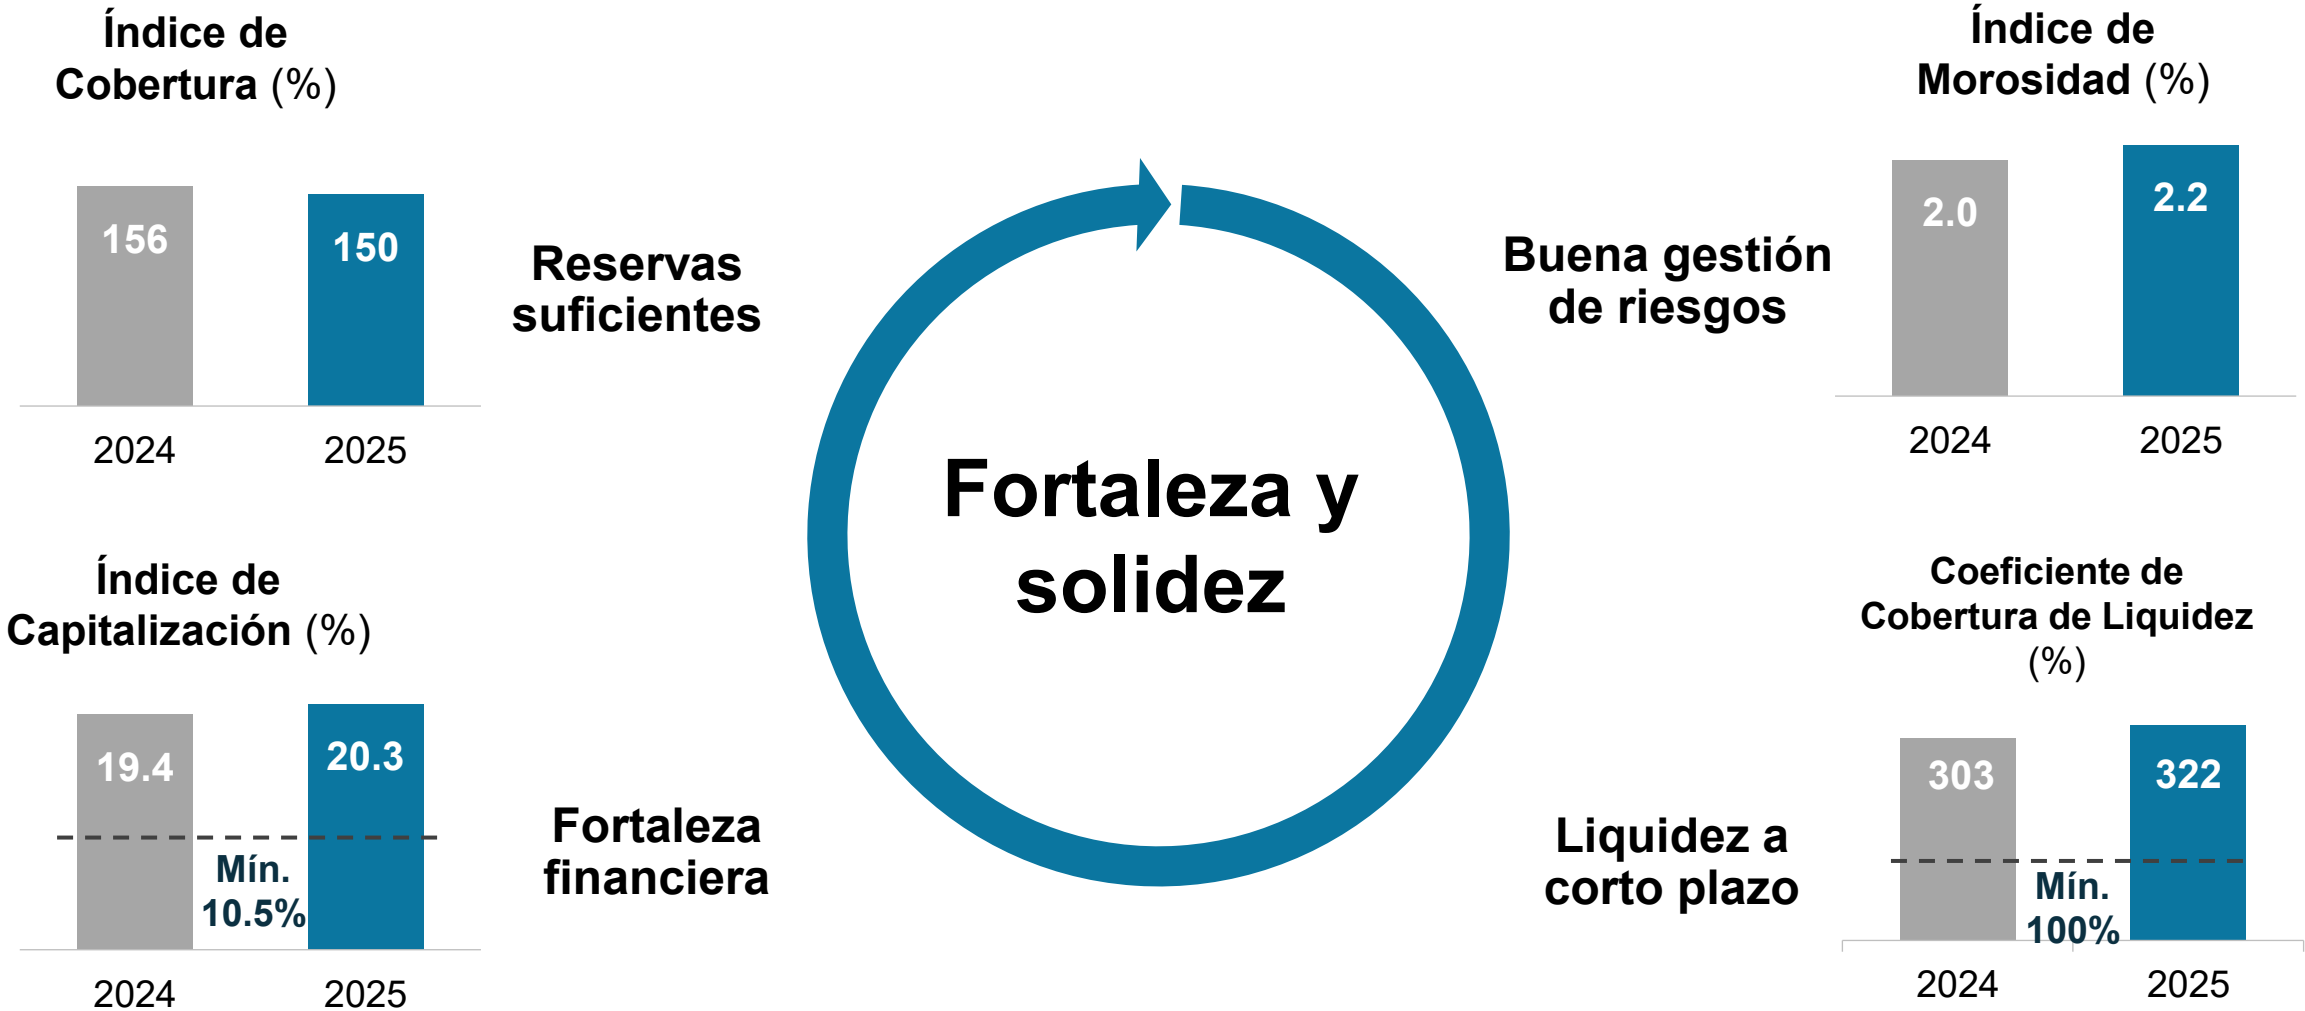 Índice de
Cobertura (%)
156
150
2024
2025
Reservas
suficientes
Índice de
Morosidad (%)
2.0
2.2
2024
2025
Buena gestión
de riesgos
Fortaleza y
solidez
Índice de
Capitalización (%)
19.4
20.3
Mín.
10.5%
2024
2025
Fortaleza
financiera
Coeficiente de
Cobertura de Liquidez
(%)
303
322
Mín.
100%
2024
2025
Liquidez a
corto plazo